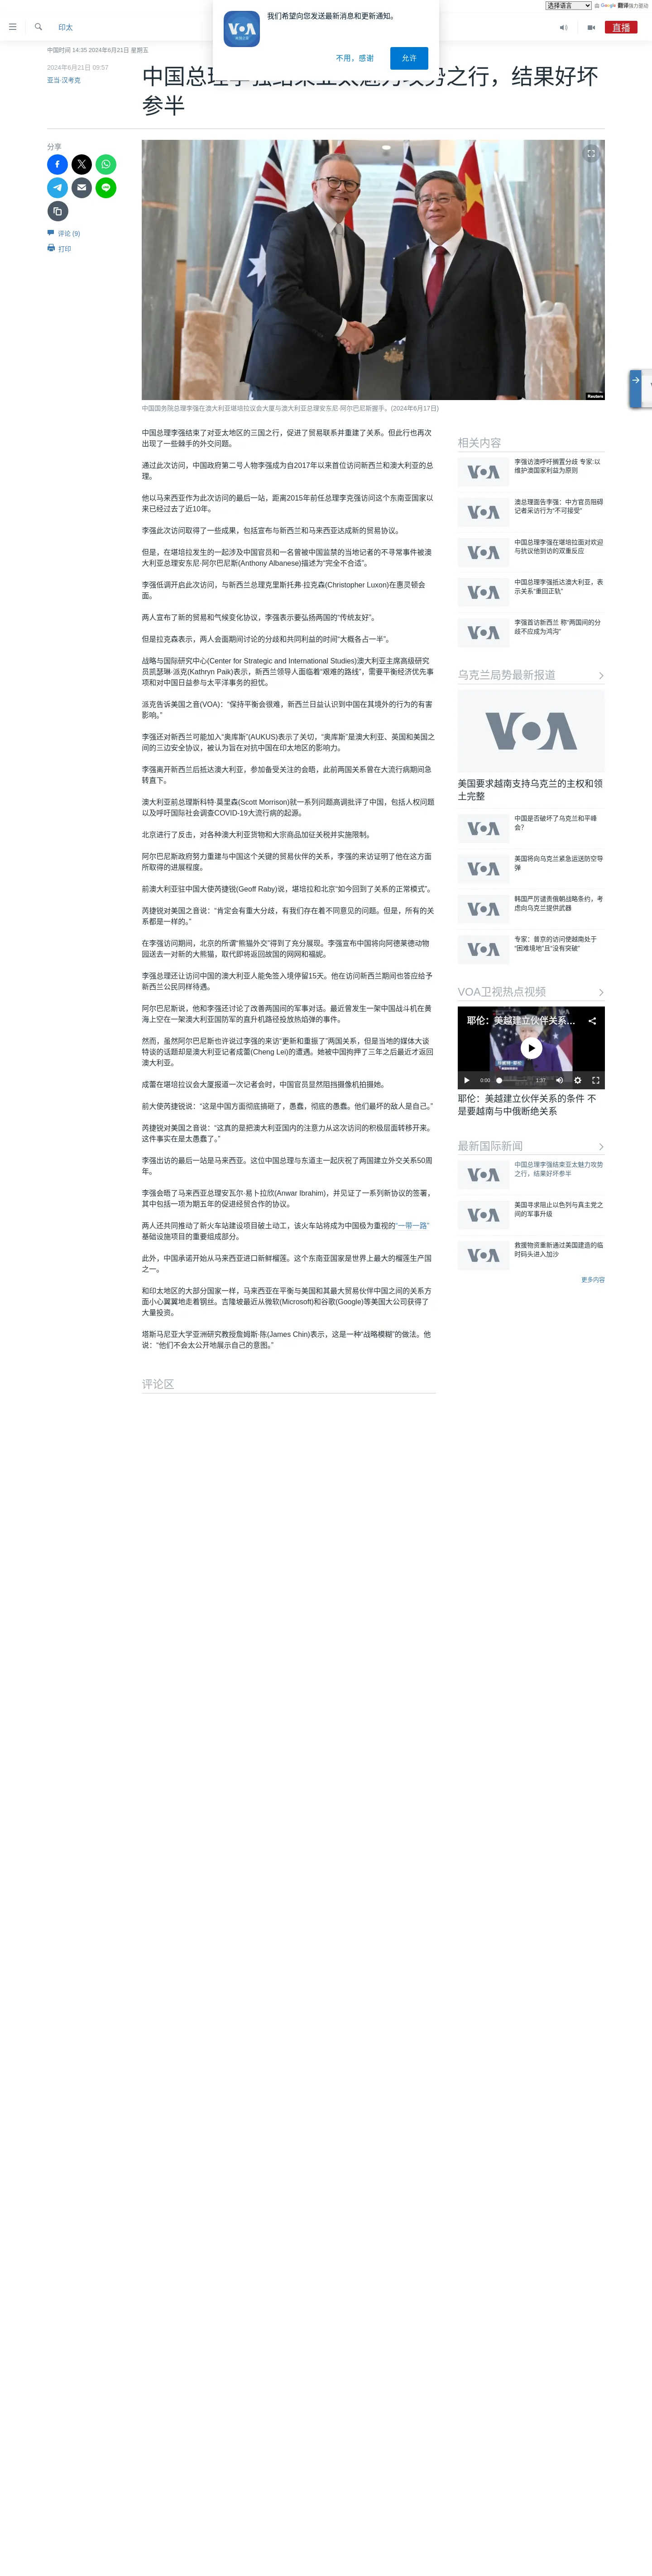 选择语言
由 Google 翻译强力驱动
我们希望向您发送最新消息和更新通知。
不用，感谢
允许
印太
直播
中国时间 14:35 2024年6月21日 星期五
2024年6月21日 09:57
亚当·汉考克
中国总理李强结束亚太魅力攻势之行，结果好坏
参半
分享
评论 (9)
打印
Reuters
中国国务院总理李强在澳大利亚堪培拉议会大厦与澳大利亚总理安东尼·阿尔巴尼斯握手。(2024年6月17日)
中国总理李强结束了对亚太地区的三国之行，促进了贸易联系并重建了关系。但此行也再次
出现了一些棘手的外交问题。
通过此次访问，中国政府第二号人物李强成为自2017年以来首位访问新西兰和澳大利亚的总
理。
他以马来西亚作为此次访问的最后一站，距离2015年前任总理李克强访问这个东南亚国家以
来已经过去了近10年。
李强此次访问取得了一些成果，包括宣布与新西兰和马来西亚达成新的贸易协议。
但是，在堪培拉发生的一起涉及中国官员和一名曾被中国监禁的当地记者的不寻常事件被澳
大利亚总理安东尼·阿尔巴尼斯(Anthony Albanese)描述为“完全不合适”。
李强低调开启此次访问，与新西兰总理克里斯托弗·拉克森(Christopher Luxon)在惠灵顿会
面。
两人宣布了新的贸易和气候变化协议，李强表示要弘扬两国的“传统友好”。
但是拉克森表示，两人会面期间讨论的分歧和共同利益的时间“大概各占一半”。
战略与国际研究中心(Center for Strategic and International Studies)澳大利亚主席高级研究
员凯瑟琳·派克(Kathryn Paik)表示，新西兰领导人面临着“艰难的路线”，需要平衡经济优先事
项和对中国日益参与太平洋事务的担忧。
派克告诉美国之音(VOA)：“保持平衡会很难，新西兰日益认识到中国在其境外的行为的有害
影响。”
李强还对新西兰可能加入“奥库斯”(AUKUS)表示了关切，“奥库斯”是澳大利亚、英国和美国之
间的三边安全协议，被认为旨在对抗中国在印太地区的影响力。
李强离开新西兰后抵达澳大利亚，参加备受关注的会晤，此前两国关系曾在大流行病期间急
转直下。
澳大利亚前总理斯科特·莫里森(Scott Morrison)就一系列问题高调批评了中国，包括人权问题
以及呼吁国际社会调查COVID-19大流行病的起源。
北京进行了反击，对各种澳大利亚货物和大宗商品加征关税并实施限制。
阿尔巴尼斯政府努力重建与中国这个关键的贸易伙伴的关系，李强的来访证明了他在这方面
所取得的进展程度。
前澳大利亚驻中国大使芮捷锐(Geoff Raby)说，堪培拉和北京“如今回到了关系的正常模式”。
芮捷锐对美国之音说：“肯定会有重大分歧，有我们存在着不同意见的问题。但是，所有的关
系都是一样的。”
在李强访问期间，北京的所谓“熊猫外交”得到了充分展现。李强宣布中国将向阿德莱德动物
园送去一对新的大熊猫，取代即将返回故国的网网和福妮。
李强总理还让访问中国的澳大利亚人能免签入境停留15天。他在访问新西兰期间也答应给予
新西兰公民同样待遇。
阿尔巴尼斯说，他和李强还讨论了改善两国间的军事对话。最近曾发生一架中国战斗机在黄
海上空在一架澳大利亚国防军的直升机路径投放热焰弹的事件。
然而，虽然阿尔巴尼斯也许说过李强的来访“更新和重振了”两国关系，但是当地的媒体大谈
特谈的话题却是澳大利亚记者成蕾(Cheng Lei)的遭遇。她被中国拘押了三年之后最近才返回
澳大利亚。
成蕾在堪培拉议会大厦报道一次记者会时，中国官员显然阻挡摄像机拍摄她。
前大使芮捷锐说：“这是中国方面彻底搞砸了，愚蠢，彻底的愚蠢。他们最坏的敌人是自己。”
芮捷锐对美国之音说：“这真的是把澳大利亚国内的注意力从这次访问的积极层面转移开来。
这件事实在是太愚蠢了。”
李强出访的最后一站是马来西亚。这位中国总理与东道主一起庆祝了两国建立外交关系50周
年。
李强会晤了马来西亚总理安瓦尔·易卜拉欣(Anwar Ibrahim)，并见证了一系列新协议的签署，
其中包括一项为期五年的促进经贸合作的协议。
两人还共同推动了新火车站建设项目破土动工，该火车站将成为中国极为重视的“一带一路”
基础设施项目的重要组成部分。
此外，中国承诺开始从马来西亚进口新鲜榴莲。这个东南亚国家是世界上最大的榴莲生产国
之一。
和印太地区的大部分国家一样，马来西亚在平衡与美国和其最大贸易伙伴中国之间的关系方
面小心翼翼地走着钢丝。吉隆坡最近从微软(Microsoft)和谷歌(Google)等美国大公司获得了
大量投资。
塔斯马尼亚大学亚洲研究教授詹姆斯·陈(James Chin)表示，这是一种“战略模糊”的做法。他
说：“他们不会太公开地展示自己的意图。”
评论区
相关内容
李强访澳呼吁搁置分歧 专家:以
维护澳国家利益为原则
澳总理面告李强：中方官员阻碍
记者采访行为“不可接受”
中国总理李强在堪培拉面对欢迎
与抗议他到访的双重反应
中国总理李强抵达澳大利亚，表
示关系“重回正轨”
李强首访新西兰 称“两国间的分
歧不应成为鸿沟”
乌克兰局势最新报道
美国要求越南支持乌克兰的主权和领
土完整
中国是否破坏了乌克兰和平峰
会？
美国将向乌克兰紧急运送防空导
弹
韩国严厉谴责俄朝战略条约，考
虑向乌克兰提供武器
专家：普京的访问使越南处于
“困难境地”且“没有突破”
VOA卫视热点视频
耶伦：美越建立伙伴关系...
0:00
1:37
耶伦：美越建立伙伴关系的条件 不
是要越南与中俄断绝关系
最新国际新闻
中国总理李强结束亚太魅力攻势
之行，结果好坏参半
美国寻求阻止以色列与真主党之
间的军事升级
救援物资重新通过美国建造的临
时码头进入加沙
更多内容